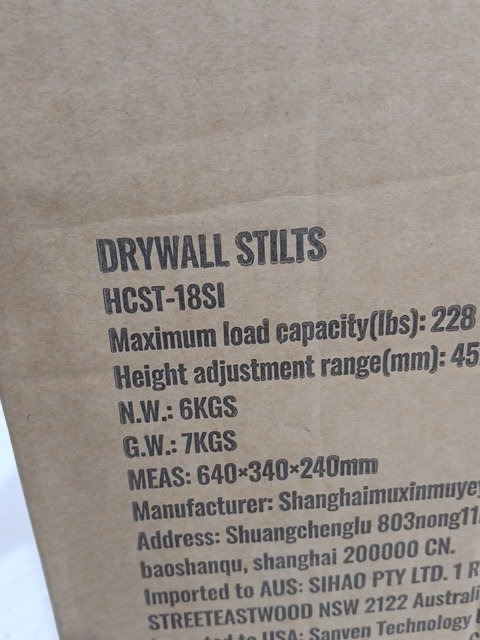 DRYWALL STILTS
HCST-18SI
Maximum load capacity(lbs): 228
Height adjustment range(mm): 45
N.W.: 6KGS
G.W.: 7KGS
MEAS: 640×340×240mm
Manufacturer: Shanghaimuxinmuye
Address: Shuangchenglu 803nong11
baoshanqu, shanghai 200000 CN.
Imported to AUS: SIHAO PTY LTD. 1 R
STREETEASTWOOD NSW 2122 Australi
to USA: Sanven Technology